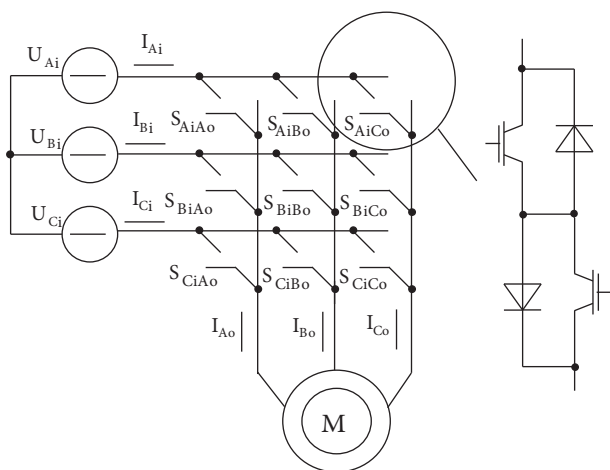 U_Ai I_Ai
S_AiAo S_AiBo S_AiCo
U_Bi I_Bi
S_BiAo S_BiBo S_BiCo
U_Ci I_Ci
S_CiAo S_CiBo S_CiCo
I_Ao I_Bo I_Co
M